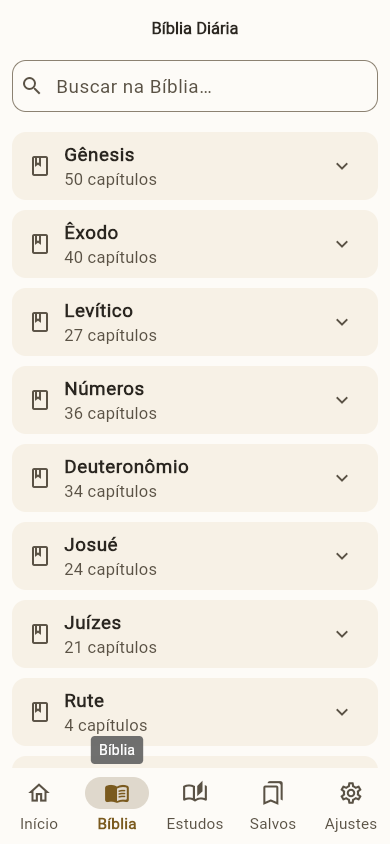 Bíblia Diária
Buscar na Bíblia...
Gênesis
50 capítulos
Êxodo
40 capítulos
Levítico
27 capítulos
Números
36 capítulos
Deuteronômio
34 capítulos
Josué
24 capítulos
Juízes
21 capítulos
Rute
4 capítulos
Bíblia
Início
Bíblia
Estudos
Salvos
Ajustes